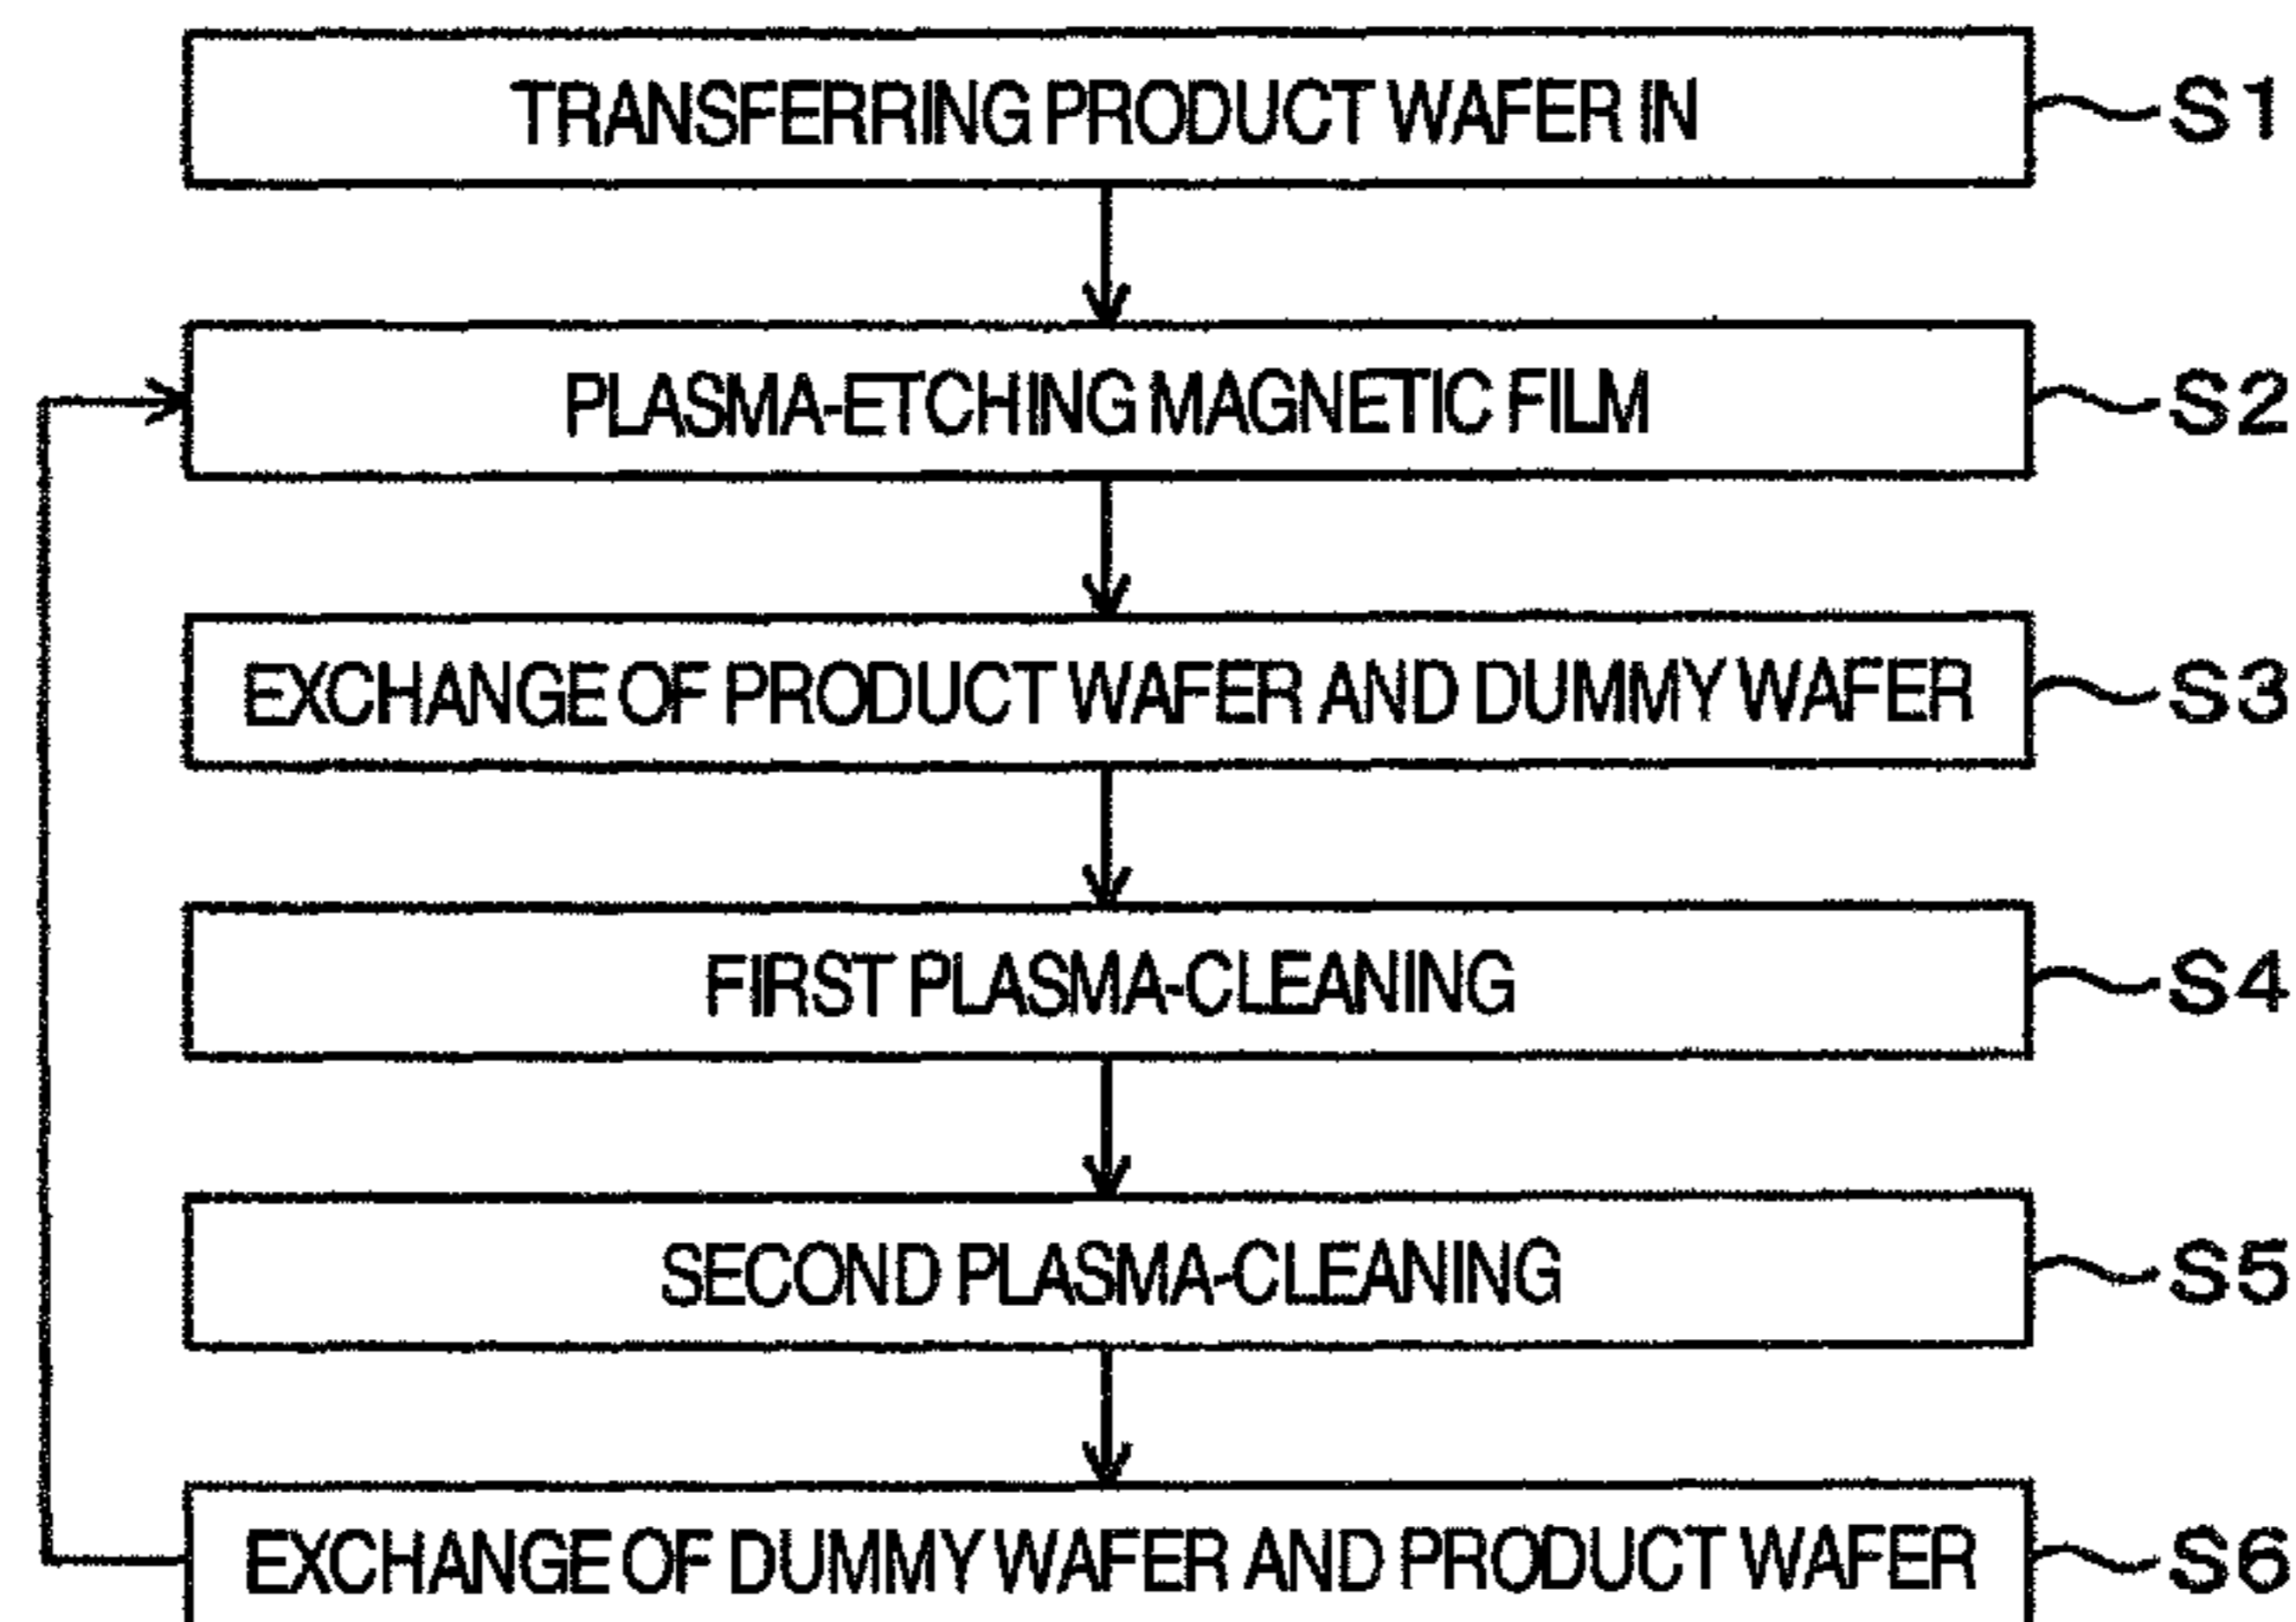 TRANSFERRING PRODUCT WAFER IN S1
PLASMA-ETCHING MAGNETIC FILM S2
EXCHANGE OF PRODUCT WAFER AND DUMMY WAFER S3
FIRST PLASMA-CLEANING S4
SECOND PLASMA-CLEANING S5
EXCHANGE OF DUMMY WAFER AND PRODUCT WAFER S6